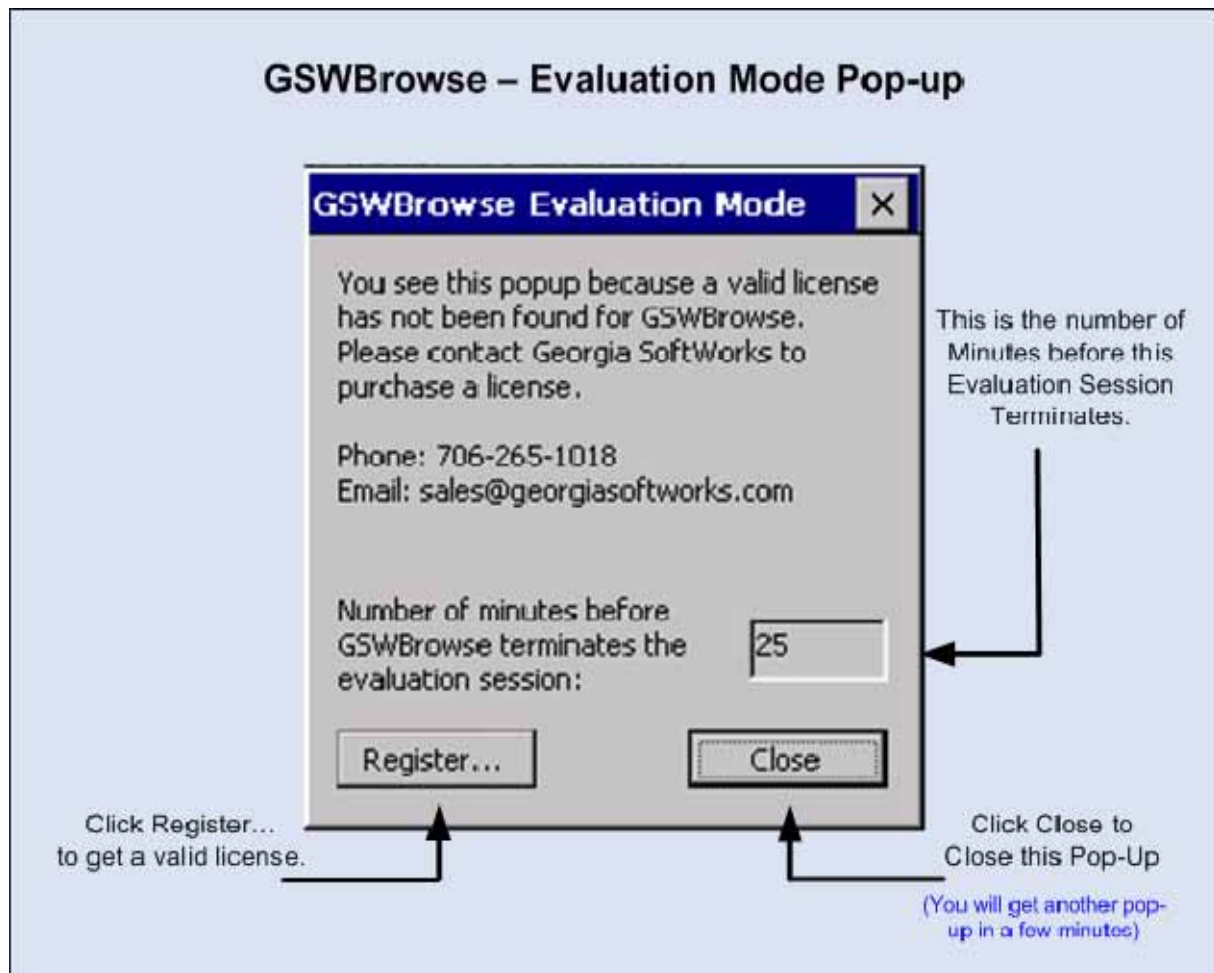 GSWBrowse – Evaluation Mode Pop-up
GSWBrowse Evaluation Mode
You see this popup because a valid license
has not been found for GSWBrowse.
Please contact Georgia SoftWorks to
purchase a license.
Phone: 706-265-1018
Email: sales@georgiasoftworks.com
This is the number of
Minutes before this
Evaluation Session
Terminates.
Number of minutes before
GSWBrowse terminates the
evaluation session:
25
Register...
Close
Click Register...
to get a valid license.
Click Close to
Close this Pop-Up
(You will get another pop-
up in a few minutes)